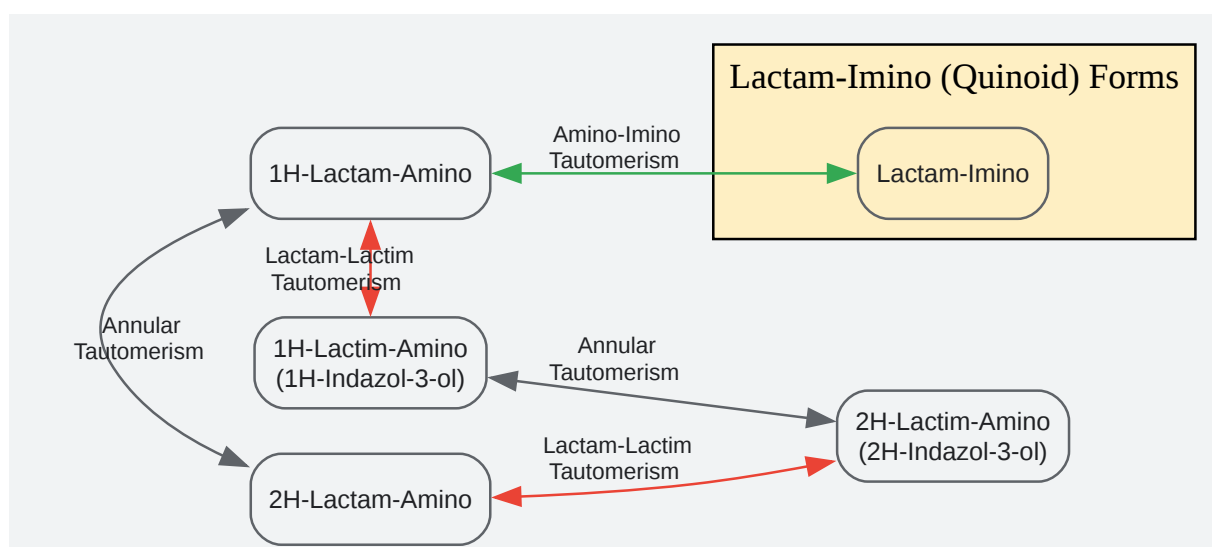 Lactam-Imino (Quinoid) Forms
Amino-Imino
Tautomerism
1H-Lactam-Amino
Lactam-Imino
Lactam-Lactim
Tautomerism
Annular
Tautomerism
1H-Lactim-Amino
(1H-Indazol-3-ol)
Annular
Tautomerism
2H-Lactim-Amino
(2H-Indazol-3-ol)
Lactam-Lactim
Tautomerism
2H-Lactam-Amino